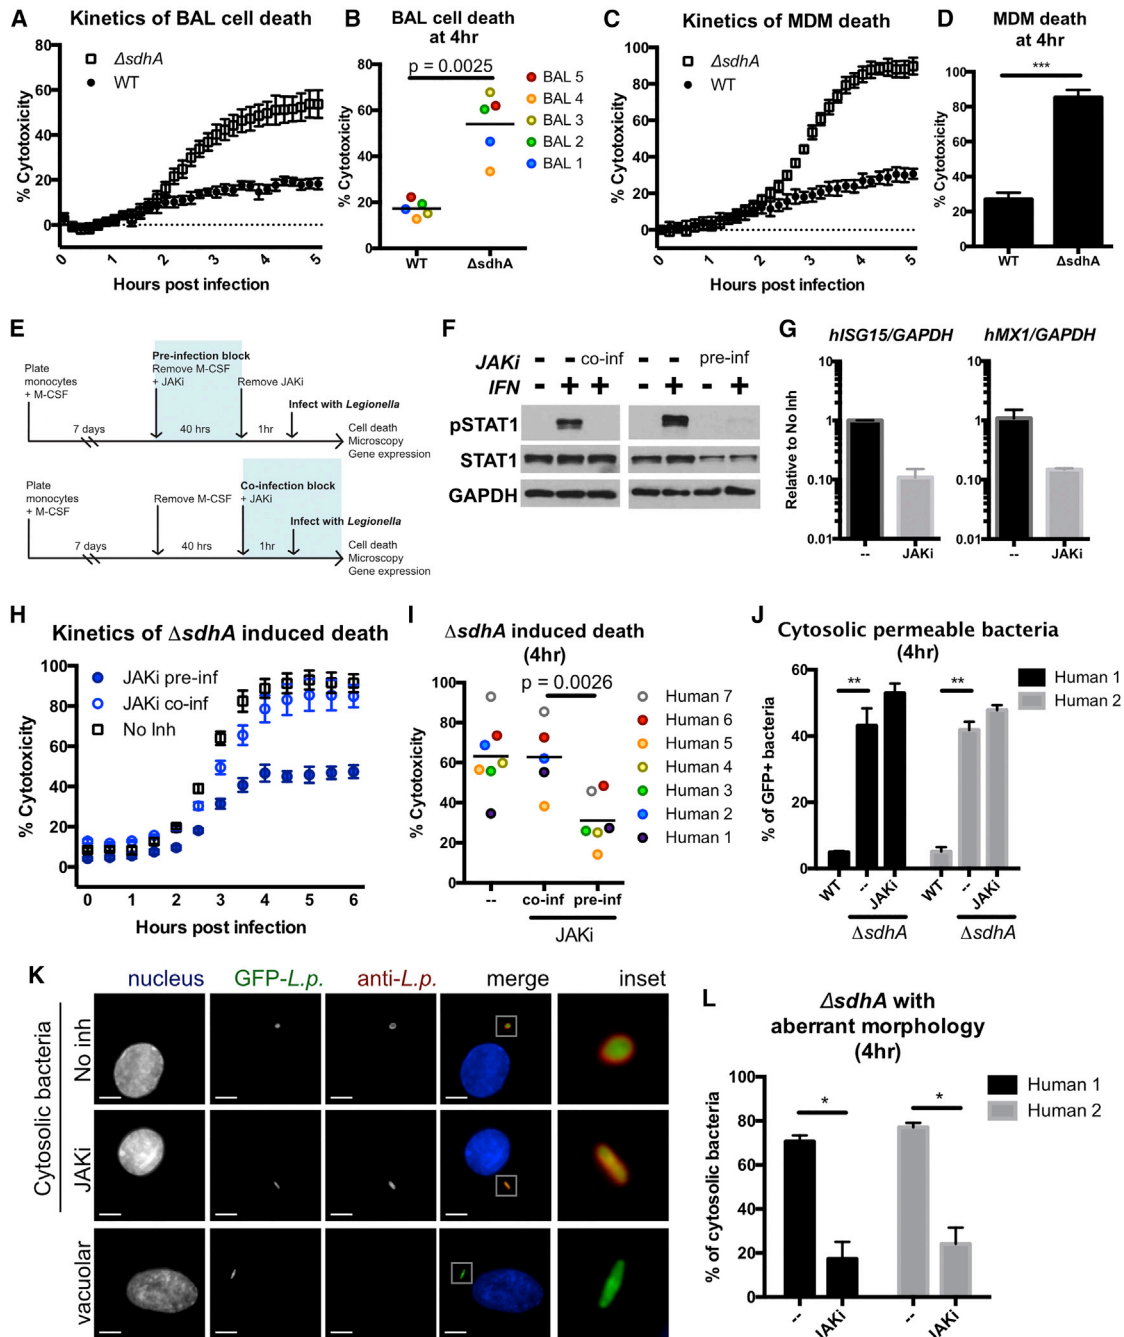 A Kinetics of BAL cell death
% Cytotoxicity
80
60
40
20
0
ΔsdhA
WT
0 1 2 3 4 5
Hours post infection
B BAL cell death
at 4hr
p = 0.0025
% Cytotoxicity
80
60
40
20
0
WT ΔsdhA
BAL 5
BAL 4
BAL 3
BAL 2
BAL 1
C Kinetics of MDM death
% Cytotoxicity
100
80
60
40
20
0
ΔsdhA
WT
0 1 2 3 4 5
Hours post infection
D MDM death
at 4hr
***
% Cytotoxicity
100
80
60
40
20
0
WT ΔsdhA
E
Plate
monocytes
+ M-CSF
Pre-infection block
Remove M-CSF
+ JAKi
Remove JAKi
Infect with Legionella
7 days 40 hrs 1hr
Cell death
Microscopy
Gene expression
Plate
monocytes
+ M-CSF
Remove M-CSF
Co-infection block
+ JAKi
Infect with Legionella
7 days 40 hrs 1hr
Cell death
Microscopy
Gene expression
F
JAKi - - co-inf - - pre-inf
IFN - + + - + - +
pSTAT1
STAT1
GAPDH
G
hISG15/GAPDH
Relative to No Inh
10
1
0.10
0.01
-- JAKi
hMX1/GAPDH
10
1
0.10
0.01
-- JAKi
H Kinetics of ΔsdhA induced death
% Cytotoxicity
100
80
60
40
20
0
JAKi pre-inf
JAKi co-inf
No Inh
0 1 2 3 4 5 6
Hours post infection
I ΔsdhA induced death
(4hr)
p = 0.0026
% Cytotoxicity
100
80
60
40
20
0
-- co-inf pre-inf
JAKi
Human 7
Human 6
Human 5
Human 4
Human 3
Human 2
Human 1
J Cytosolic permeable bacteria
(4hr)
% of GFP+ bacteria
60
40
20
0
** **
Human 1
Human 2
WT -- JAKi WT -- JAKi
ΔsdhA ΔsdhA
K nucleus GFP-L.p. anti-L.p. merge inset
Cytosolic bacteria
No inh
JAKi
vacuolar
L ΔsdhA with
aberrant morphology
(4hr)
% of cytosolic bacteria
100
80
60
40
20
0
* *
Human 1
Human 2
-- JAKi -- JAKi